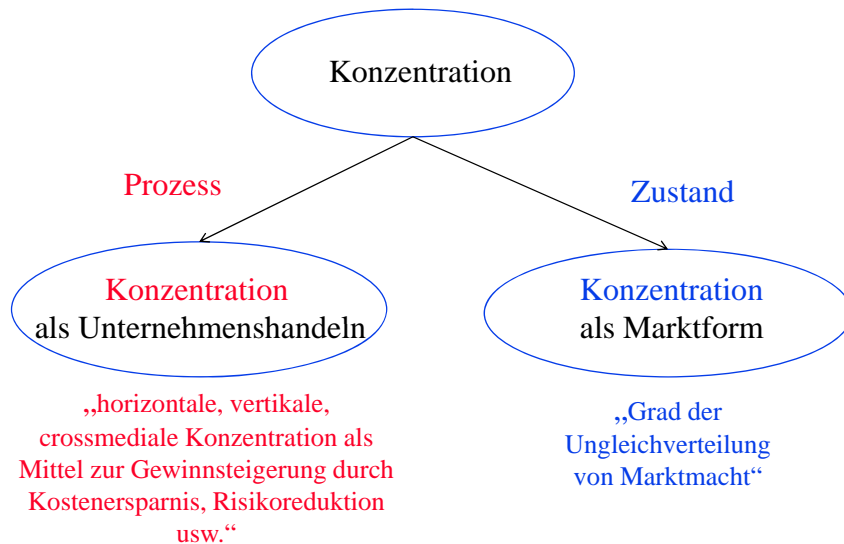 Konzentration
Prozess
Zustand
Konzentration
als Unternehmenshandeln
Konzentration
als Marktform
„horizontale, vertikale,
crossmediale Konzentration als
Mittel zur Gewinnsteigerung durch
Kostenersparnis, Risikoreduktion
usw.“
„Grad der
Ungleichverteilung
von Marktmacht“